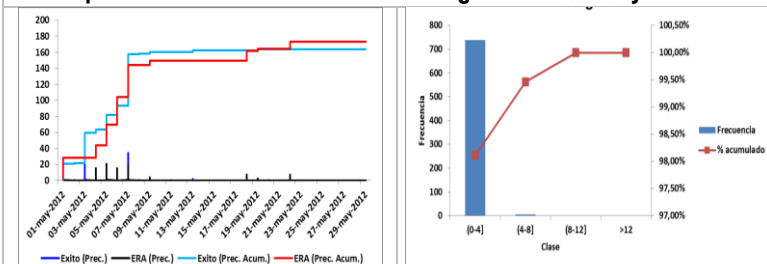 200
180
160
140
120
100
80
60
40
20
0
01-may-2012
03-may-2012
05-may-2012
07-may-2012
09-may-2012
11-may-2012
13-may-2012
15-may-2012
17-may-2012
19-may-2012
21-may-2012
23-may-2012
25-may-2012
27-may-2012
29-may-2012
Exito (Prec.) ERA (Prec.) Exito (Prec. Acum.) ERA (Prec. Acum.)
Frecuencia
800
700
600
500
400
300
200
100
0
100,50%
100,00%
99,50%
99,00%
98,50%
98,00%
97,50%
97,00%
(0-4] (4-8] (8-12] >12
Clase
Frecuencia
% acumulado